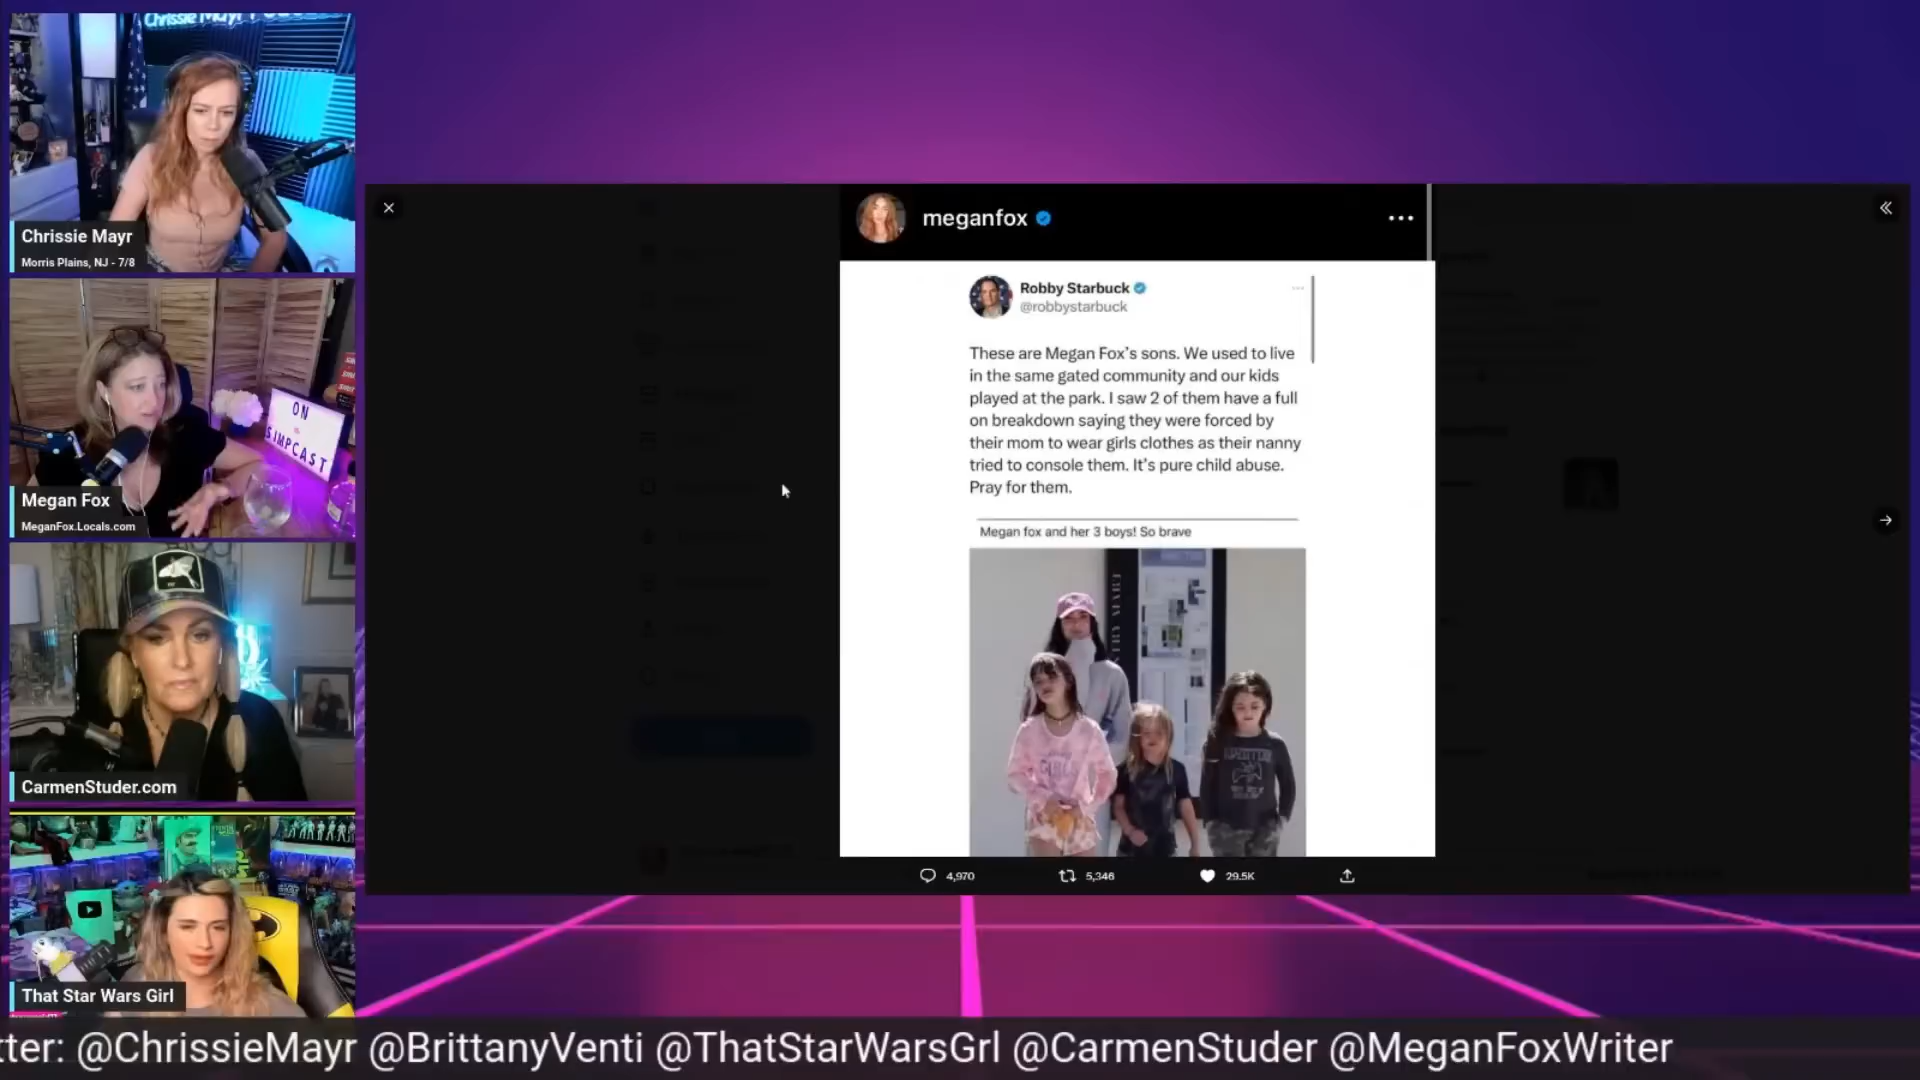 Chrissie Mayr
Chrissie Mayr
Morris Plains, NJ - 7/8
ON
SIMPCAST
Megan Fox
MeganFox.Locals.com
CarmenStuder.com
That Star Wars Girl
meganfox
Robby Starbuck
@robbystarbuck
These are Megan Fox's sons. We used to live
in the same gated community and our kids
played at the park. I saw 2 of them have a full
on breakdown saying they were forced by
their mom to wear girls clothes as their nanny
tried to console them. It's pure child abuse.
Pray for them.
Megan fox and her 3 boys! So brave
4,970
5,346
29.5K
tter: @ChrissieMayr @BrittanyVenti @ThatStarWarsGrl @CarmenStuder @MeganFoxWriter